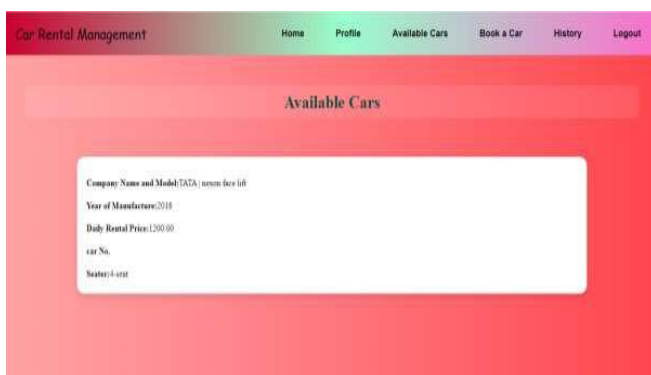 Car Rental Management
Home Profile Available Cars Book a Car History Logout
Available Cars
Company Name and Model:TATA | nexon face lift
Year of Manufacture:2018
Daily Rental Price:1200.00
car No.
Seater:4-seat